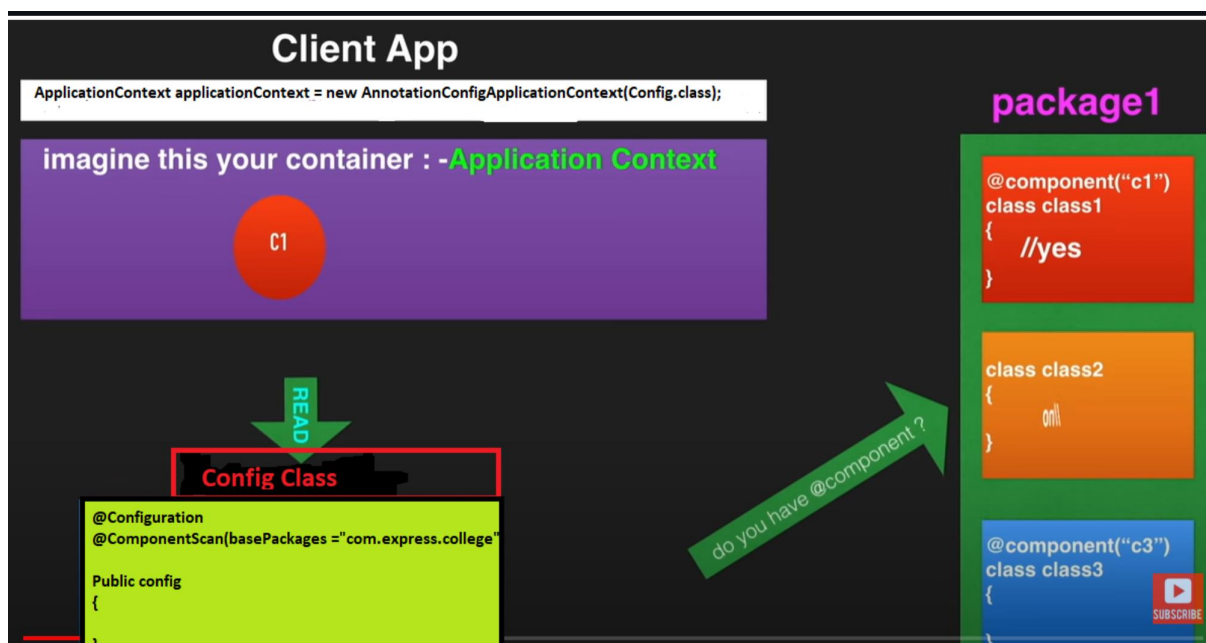 Client App
ApplicationContext applicationContext = new AnnotationConfigApplicationContext(Config.class);
imagine this your container : -Application Context
C1
READ
Config Class
@Configuration
@ComponentScan(basePackages ="com.express.college"
Public config
{
}
do you have @component ?
package1
@component("c1")
class class1
{
//yes
}
class class2
{
}
@component("c3")
class class3
{
}
SUBSCRIBE